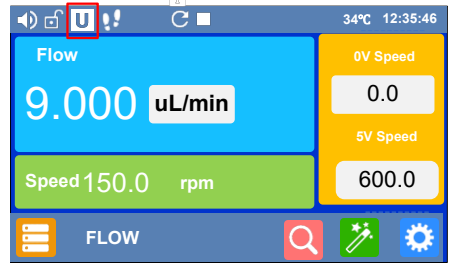 U 34℃ 12:35:46
Flow
9.000 uL/min
Speed 150.0 rpm
0V Speed
0.0
5V Speed
600.0
FLOW